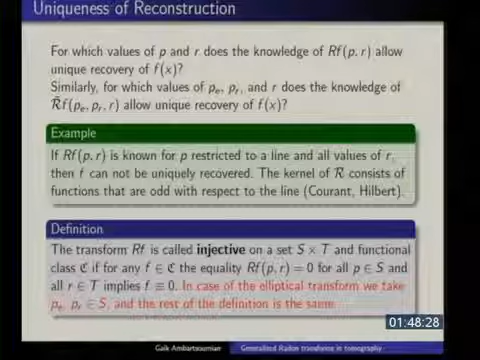 Uniqueness of Reconstruction
For which values of p and r does the knowledge of Rf(p, r) allow
unique recovery of f(x)?
Similarly, for which values of pₑ, pᵣ, and r does the knowledge of
R̃f(pₑ, pᵣ, r) allow unique recovery of f(x)?
Example
If Rf(p, r) is known for p restricted to a line and all values of r,
then f can not be uniquely recovered. The kernel of R consists of
functions that are odd with respect to the line (Courant, Hilbert).
Definition
The transform Rf is called injective on a set S × T and functional
class ℭ if for any f ∈ ℭ the equality Rf(p, r) = 0 for all p ∈ S and
all r ∈ T implies f ≡ 0. In case of the elliptical transform we take
pₑ, pᵣ ∈ S, and the rest of the definition is the same.
01:48:28
Gaik Ambartsoumian Generalized Radon transforms in tomography